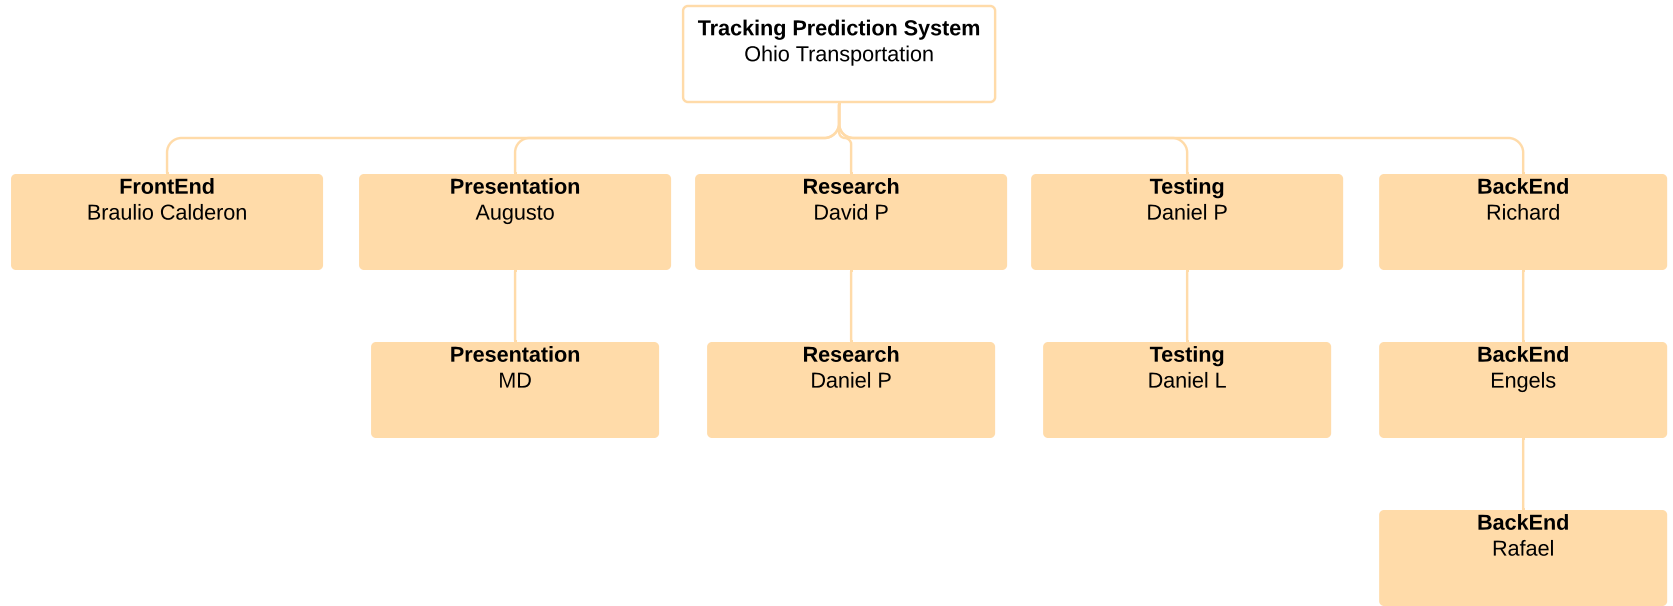 Tracking Prediction System
Ohio Transportation
FrontEnd
Braulio Calderon
Presentation
Augusto
Research
David P
Testing
Daniel P
BackEnd
Richard
Presentation
MD
Research
Daniel P
Testing
Daniel L
BackEnd
Engels
BackEnd
Rafael